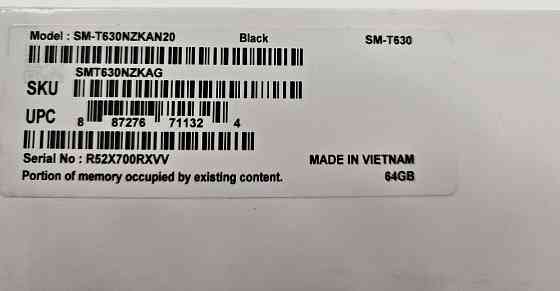 Model : SM-T630NZKAN20 Black SM-T630
SMT630NZKAG
SKU
UPC
8 87276 71132 4
Serial No : R52X700RXVV MADE IN VIETNAM
Portion of memory occupied by existing content. 64GB